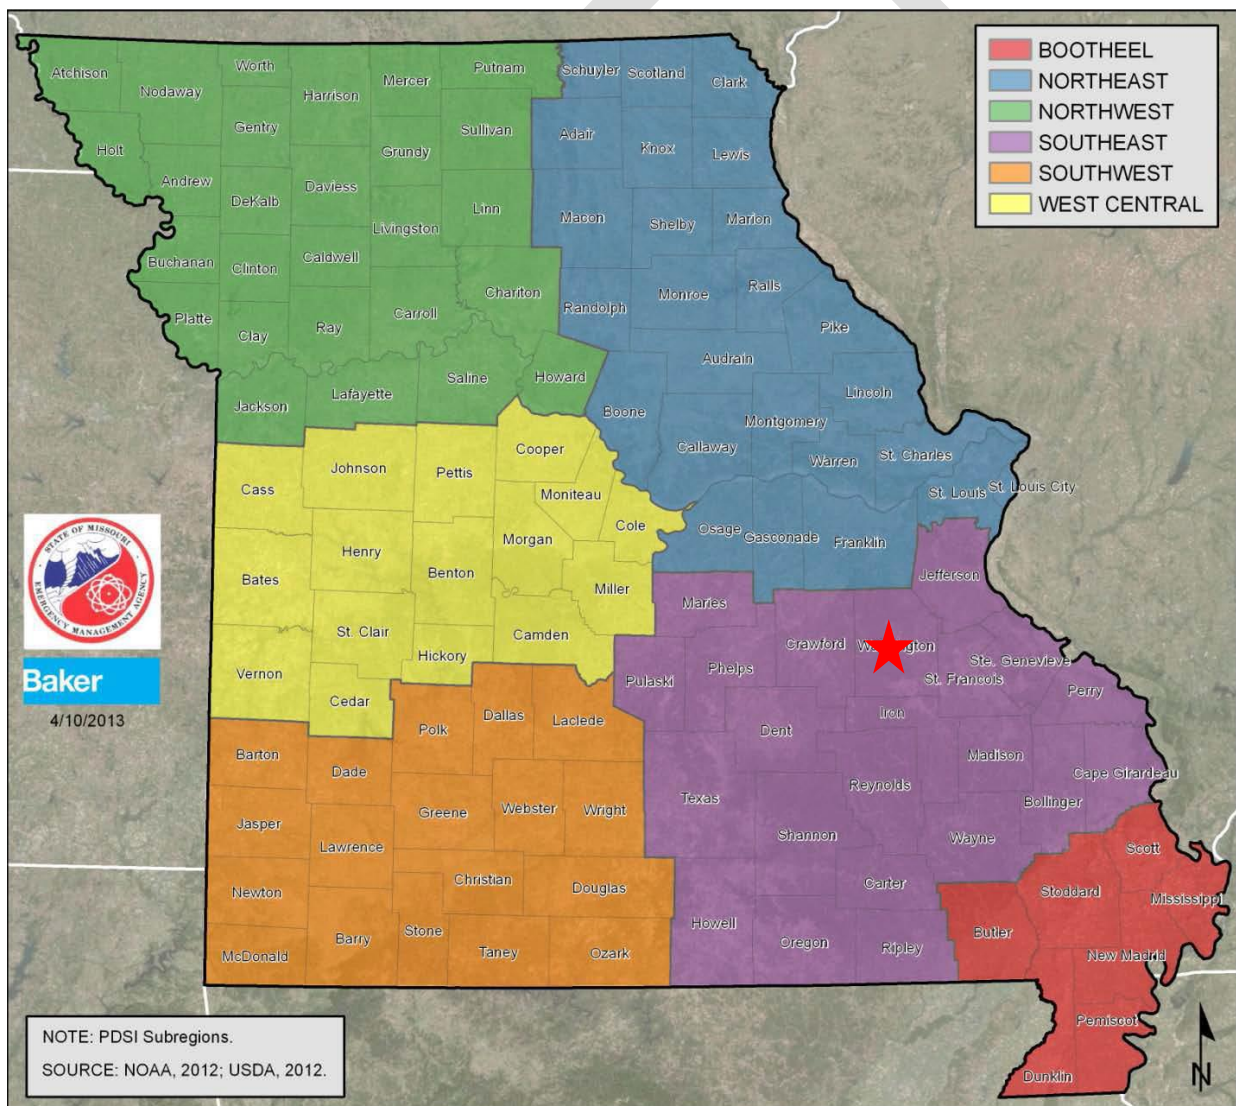 BOOTHEEL
NORTHEAST
NORTHWEST
SOUTHEAST
SOUTHWEST
WEST CENTRAL
Atchison
Nodaway
Worth
Harrison
Mercer
Putnam
Schuyler
Scotland
Clark
Holt
Gentry
Grundy
Sullivan
Adair
Knox
Lewis
Andrew
DeKalb
Daviess
Livingston
Linn
Macon
Shelby
Marion
Buchanan
Clinton
Caldwell
Chariton
Randolph
Monroe
Ralls
Platte
Clay
Ray
Carroll
Pike
Audrain
Jackson
Lafayette
Saline
Howard
Boone
Lincoln
Callaway
Montgomery
Warren
St. Charles
St. Louis
St. Louis City
Cass
Johnson
Pettis
Cooper
Moniteau
Cole
Osage
Gasconade
Franklin
Henry
Morgan
Bates
Benton
Miller
Jefferson
St. Clair
Camden
Maries
Vernon
Hickory
Cedar
Pulaski
Phelps
Crawford
Ste. Genevieve
St. Francois
Perry
Polk
Dallas
Laclede
Dent
Iron
Barton
Dade
Madison
Cape Girardeau
Greene
Webster
Wright
Texas
Reynolds
Bollinger
Jasper
Lawrence
Shannon
Wayne
Scott
Newton
Christian
Douglas
Carter
Stoddard
Mississippi
McDonald
Barry
Stone
Taney
Ozark
Howell
Oregon
Ripley
Butler
New Madrid
Pemiscot
Dunklin
STATE OF MISSOURI
EMERGENCY MANAGEMENT AGENCY
Baker
4/10/2013
NOTE: PDSI Subregions.
SOURCE: NOAA, 2012; USDA, 2012.
N